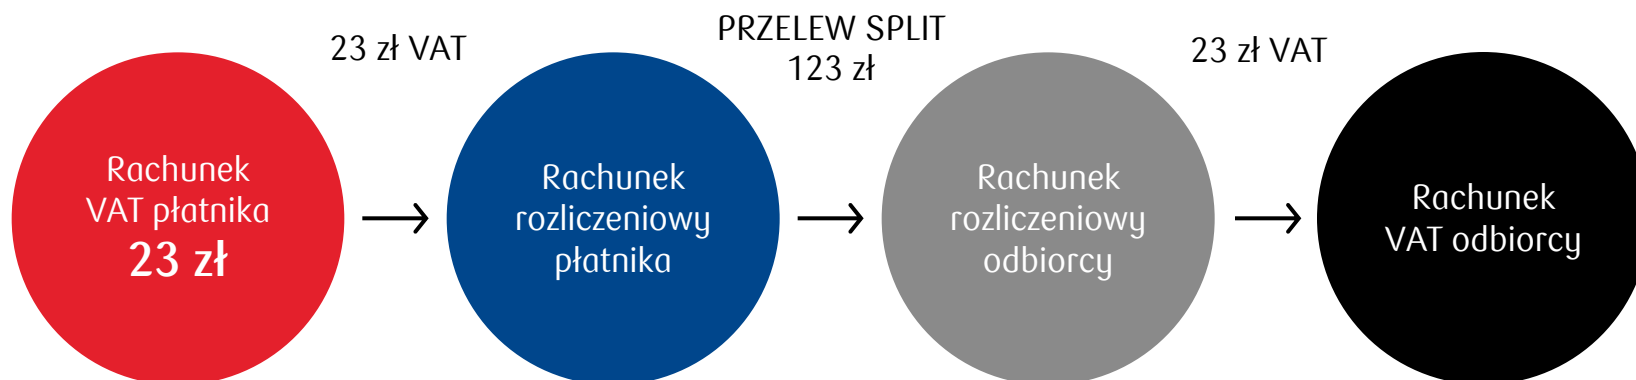 23 zł VAT
PRZELEW SPLIT
123 zł
23 zł VAT
Rachunek
VAT płatnika
23 zł
Rachunek
rozliczeniowy
płatnika
Rachunek
rozliczeniowy
odbiorcy
Rachunek
VAT odbiorcy